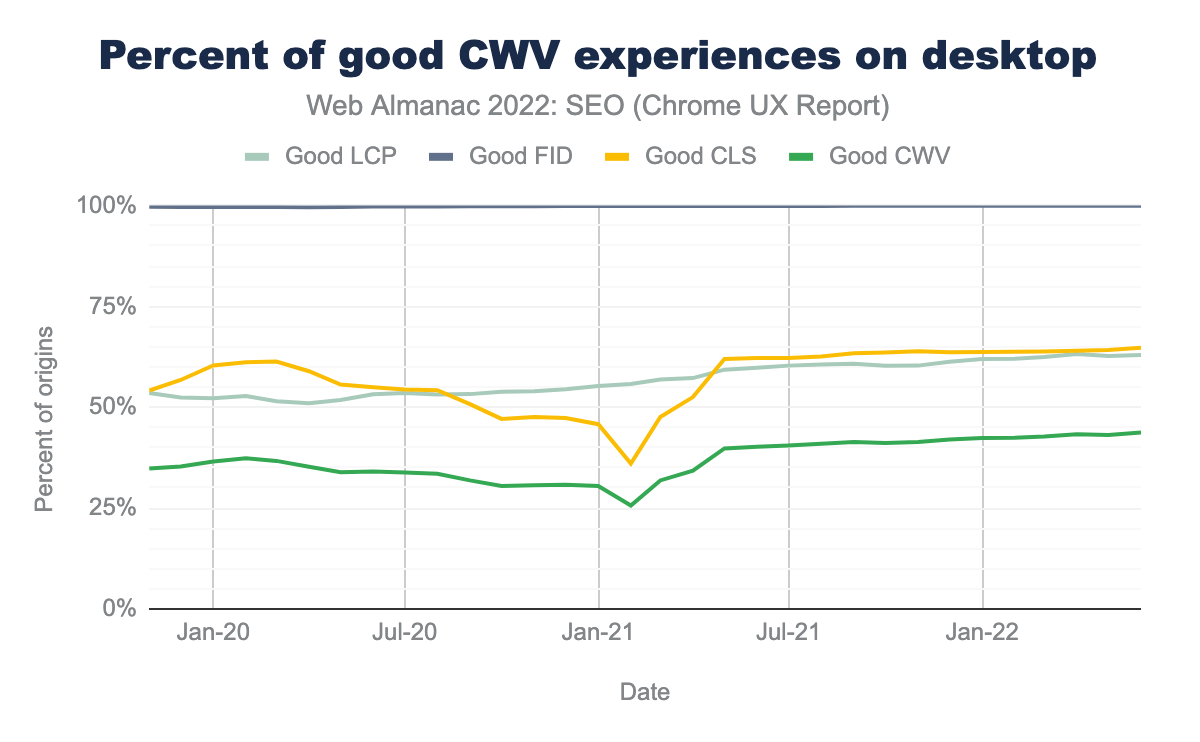 Percent of good CWV experiences on desktop
Web Almanac 2022: SEO (Chrome UX Report)
Good LCP Good FID Good CLS Good CWV
100%
75%
50%
25%
0%
Percent of origins
Jan-20 Jul-20 Jan-21 Jul-21 Jan-22
Date